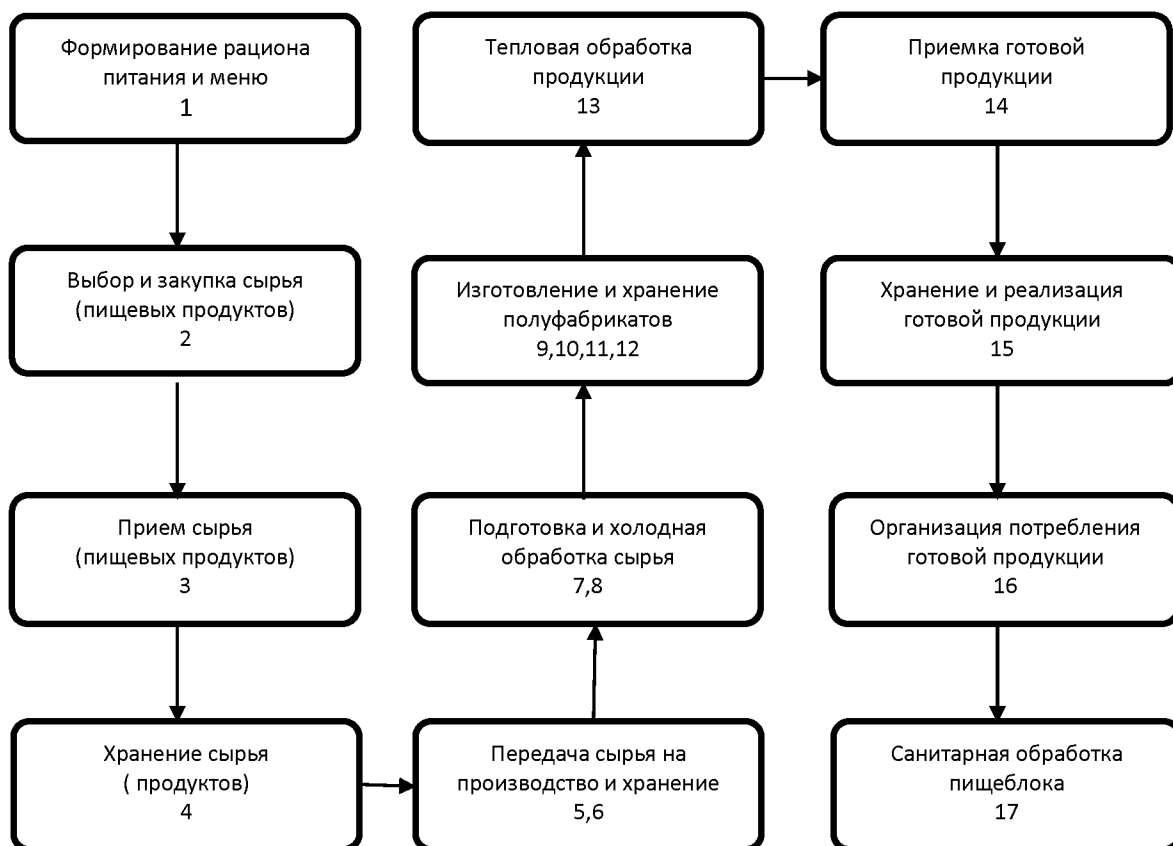 Формирование рациона
питания и меню
1
Выбор и закупка сырья
(пищевых продуктов)
2
Прием сырья
(пищевых продуктов)
3
Хранение сырья
( продуктов)
4
Передача сырья на
производство и хранение
5,6
Подготовка и холодная
обработка сырья
7,8
Изготовление и хранение
полуфабрикатов
9,10,11,12
Тепловая обработка
продукции
13
Приемка готовой
продукции
14
Хранение и реализация
готовой продукции
15
Организация потребления
готовой продукции
16
Санитарная обработка
пищеблока
17